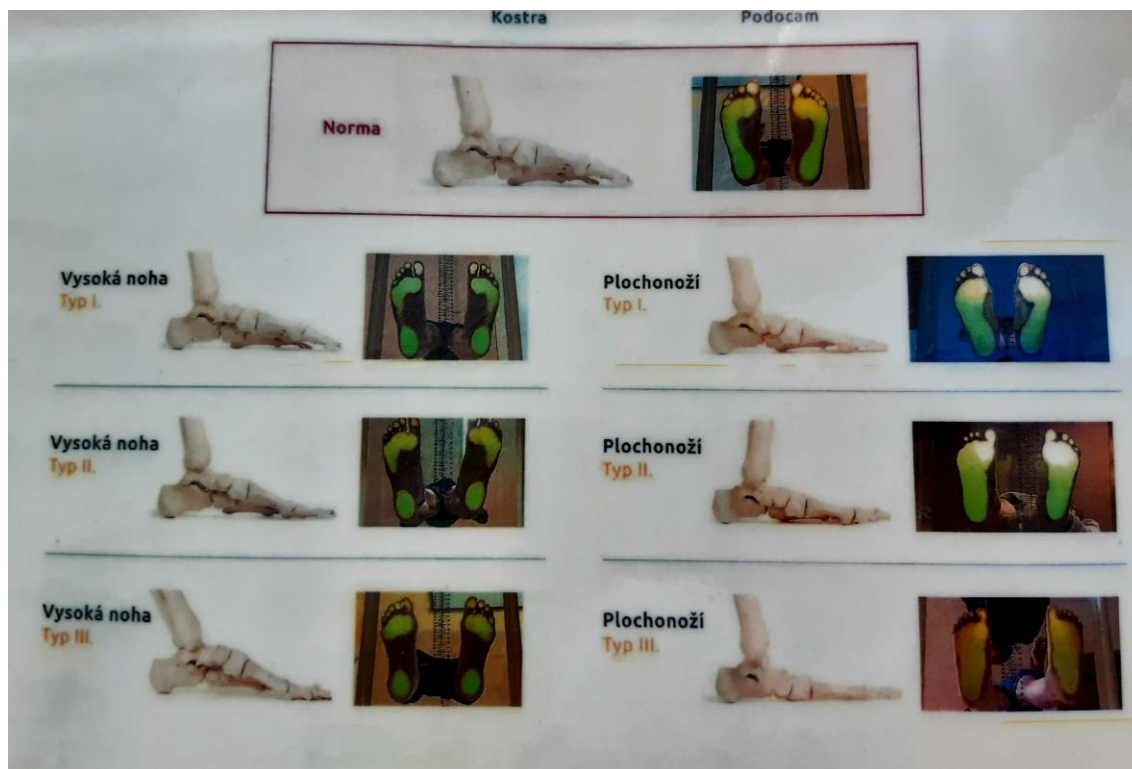 Kostra
Podocam
Norma
Vysoká noha
Typ I.
Plochonoží
Typ I.
Vysoká noha
Typ II.
Plochonoží
Typ II.
Vysoká noha
Typ III.
Plochonoží
Typ III.